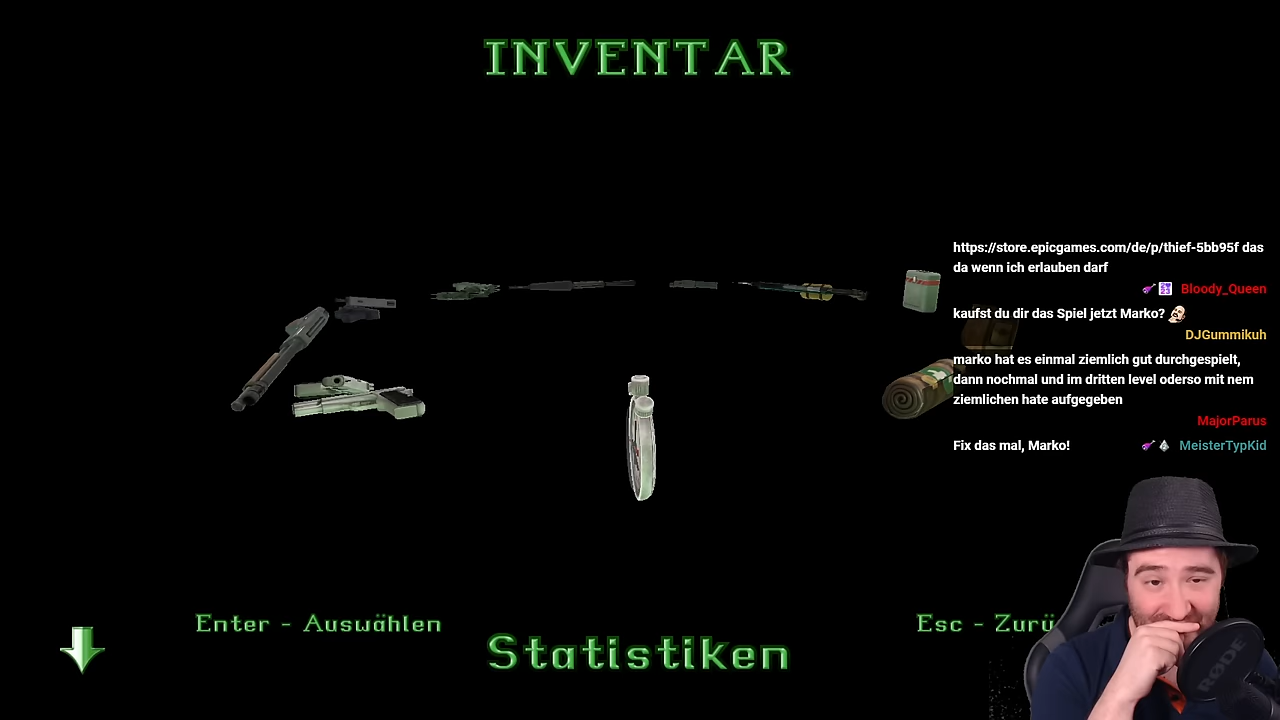 INVENTAR
https://store.epicgames.com/de/p/thief-5bb95f das
da wenn ich erlauben darf
Bloody_Queen
kaufst du dir das Spiel jetzt Marko?
DJGummikuh
marko hat es einmal ziemlich gut durchgespielt,
dann nochmal und im dritten level oderso mit nem
ziemlichen hate aufgegeben
MajorParus
Fix das mal, Marko!
MeisterTypKid
Enter - Auswählen
Esc - Zurü
Statistiken
RØDE